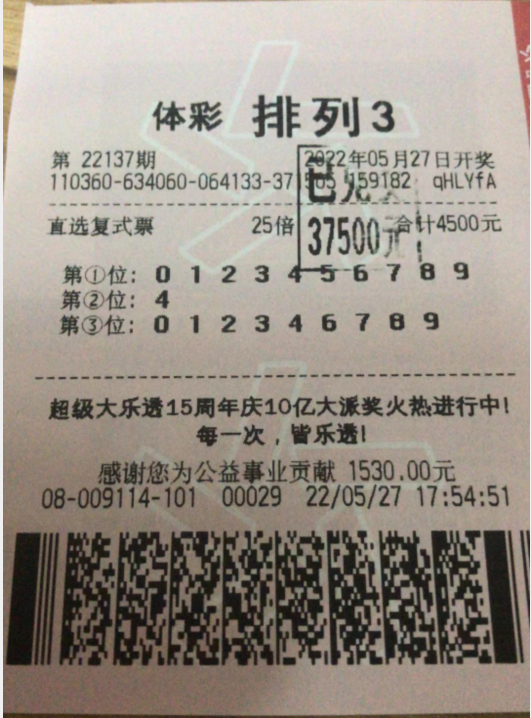 体彩 排列3
第 22137期 2022年05月27日开奖
110360-634060-064133-37 505 159182 qHLYfA
已兑
直选复式票 25倍 合计4500元
37500元
第①位: 0 1 2 3 4 5 6 7 8 9
第②位: 4
第③位: 0 1 2 3 4 6 7 8 9
超级大乐透15周年庆10亿大派奖火热进行中!
每一次，皆乐透!
感谢您为公益事业贡献 1530.00元
08-009114-101 00029 22/05/27 17:54:51